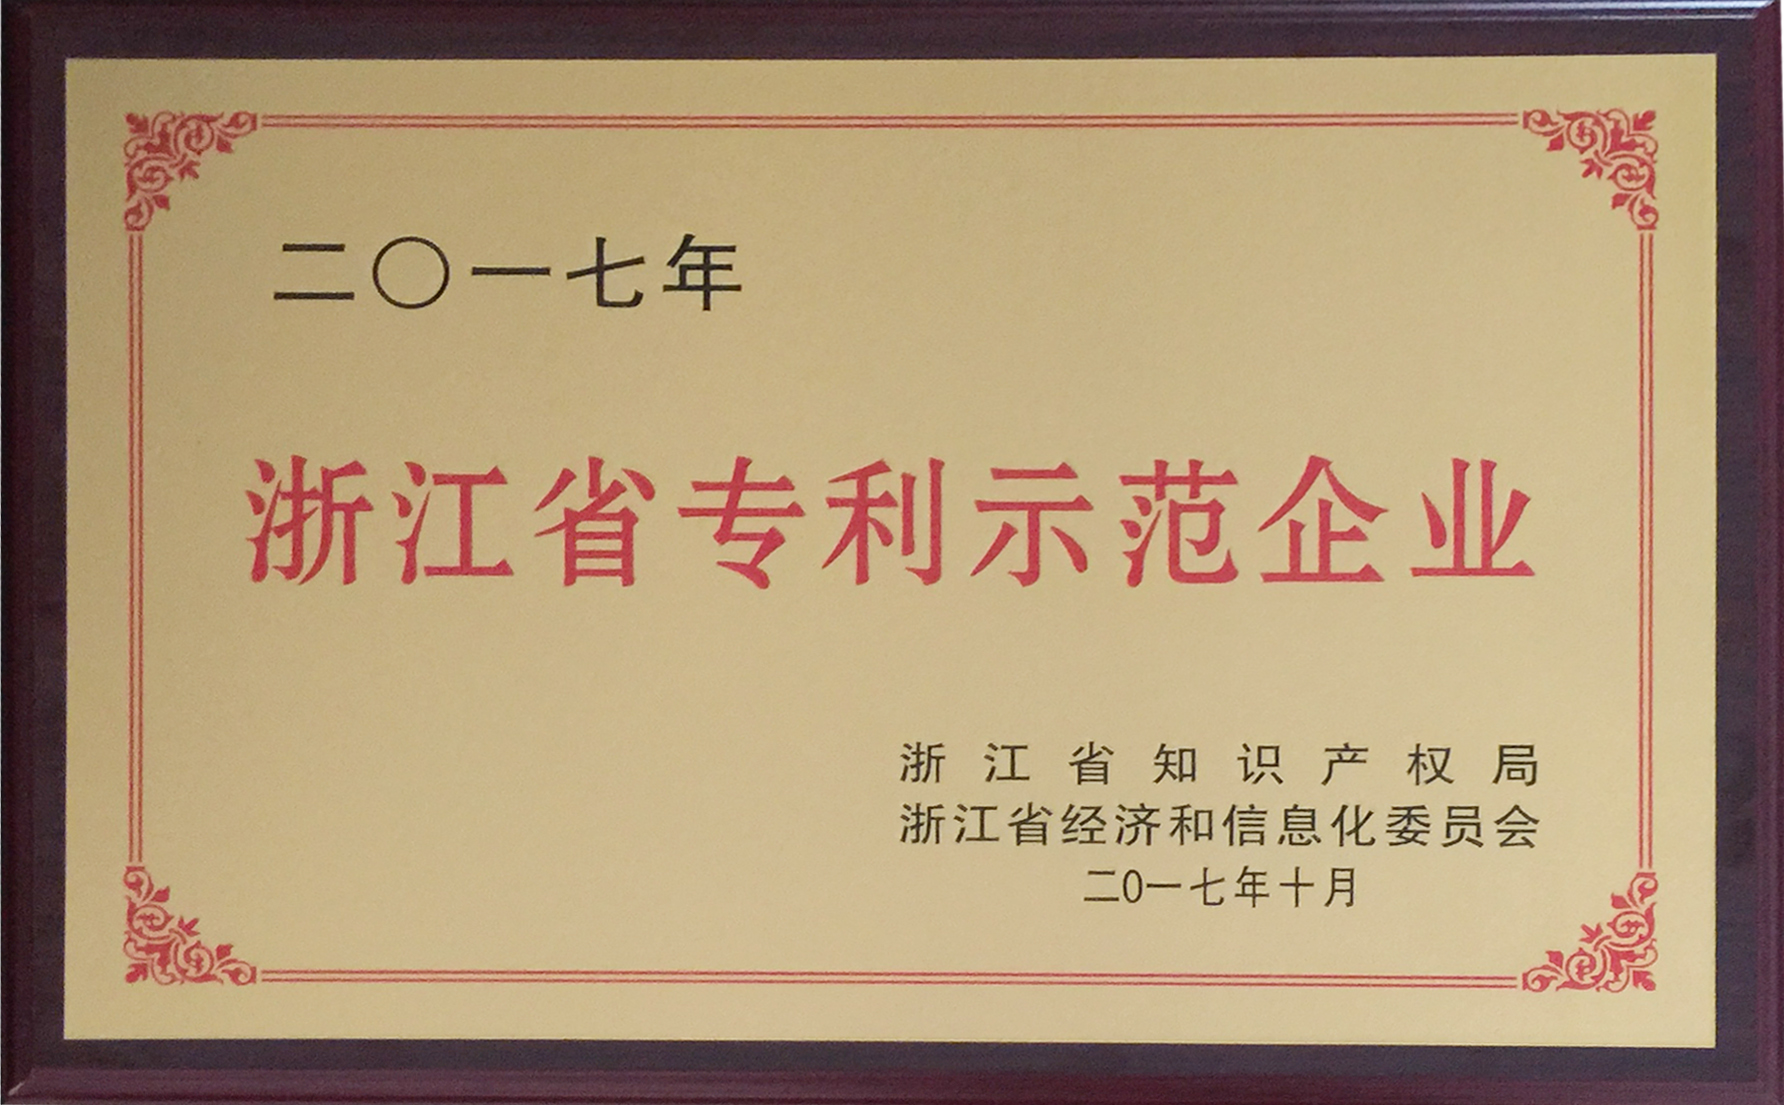 二〇一七年
浙江省专利示范企业
浙江省知识产权局
浙江省经济和信息化委员会
二0一七年十月